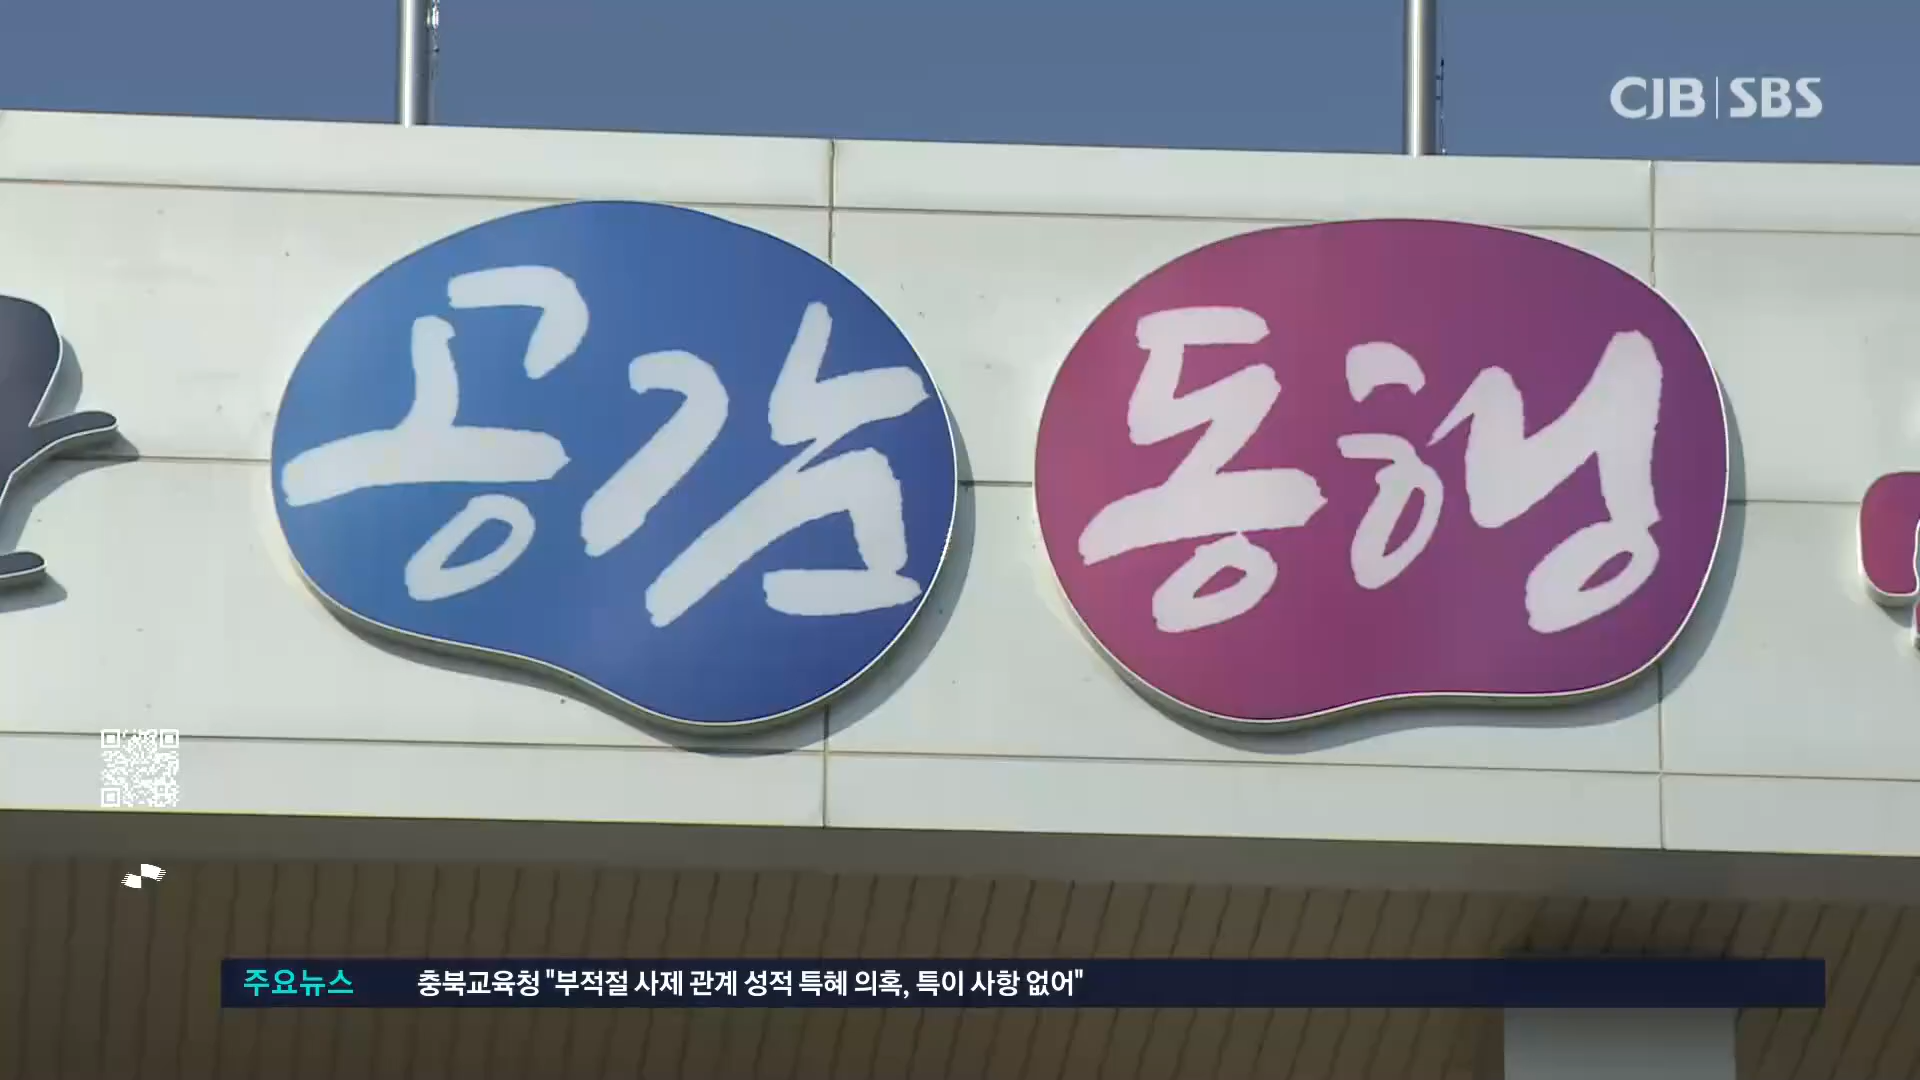 CJB SBS
공감
동행
주요뉴스 충북교육청 "부적절 사제 관계 성적 특혜 의혹, 특이 사항 없어"